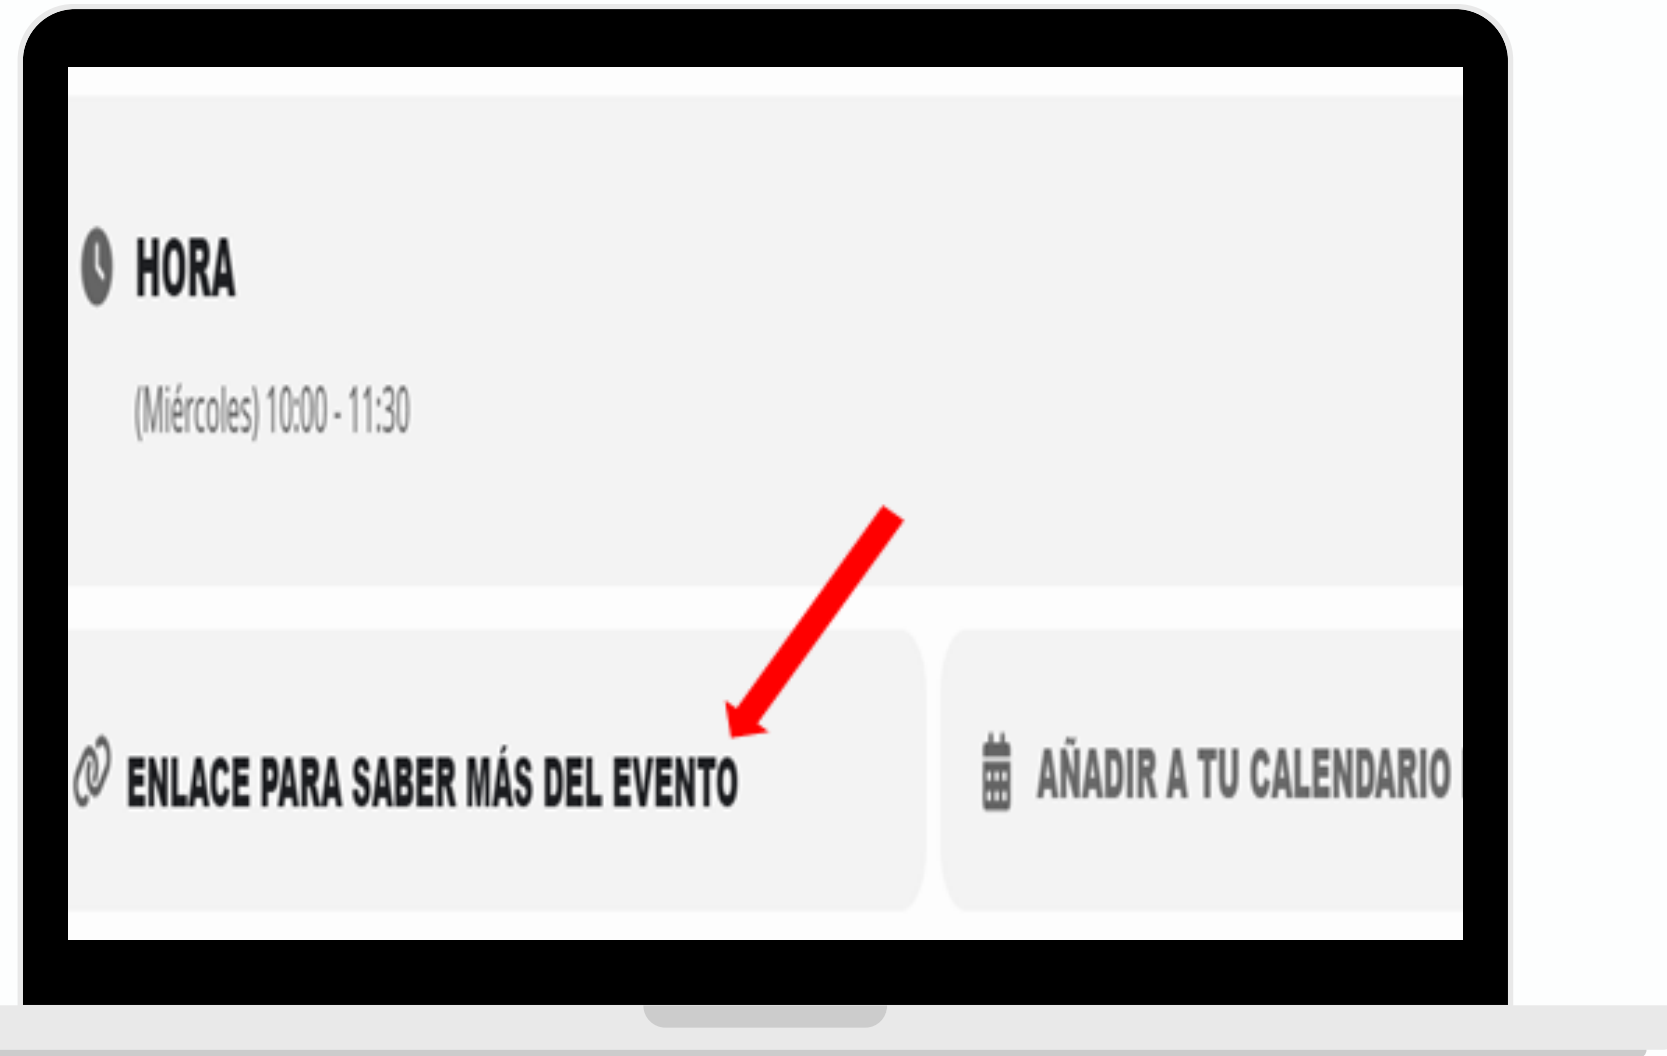 HORA
(Miércoles) 10:00 - 11:30
ENLACE PARA SABER MÁS DEL EVENTO
AÑADIR A TU CALENDARIO